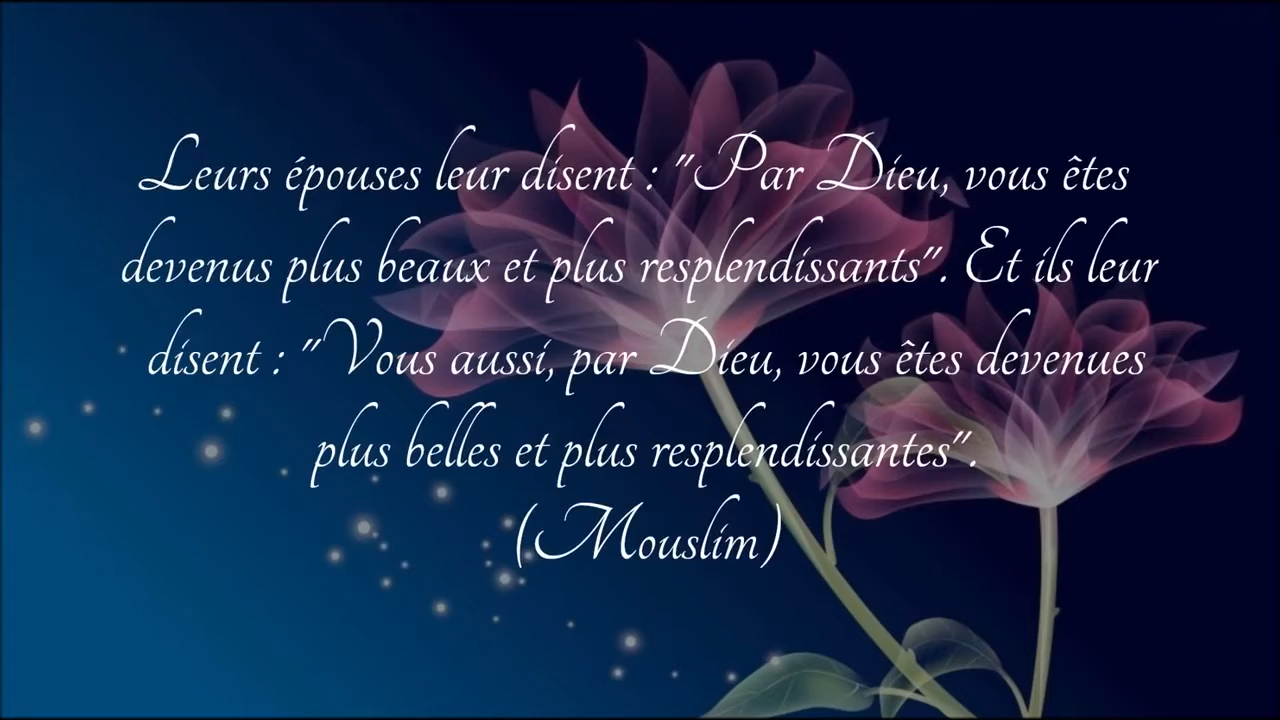 Leurs épouses leur disent : "Par Dieu, vous êtes
devenus plus beaux et plus resplendissants". Et ils leur
disent : "Vous aussi, par Dieu, vous êtes devenues
plus belles et plus resplendissantes".
(Mouslim)